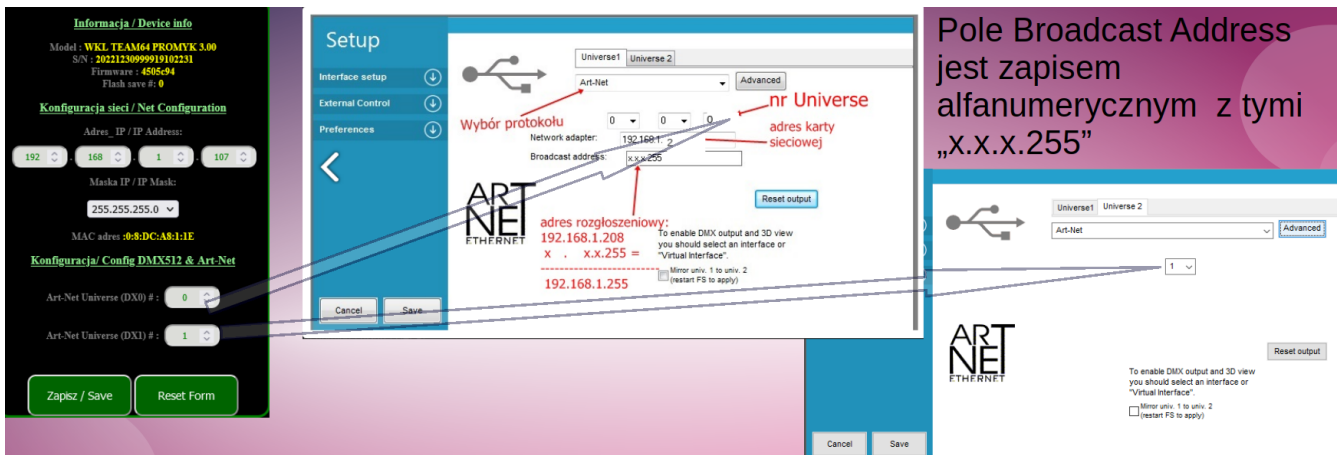 Informacja / Device info
Model : WKL TEAM64 PROMYK 3.00
S/N : 20221230999919102231
Firmware : 4505c94
Flash save #: 0
Konfiguracja sieci / Net Configuration
Adres_ IP / IP Address:
192 . 168 . 1 . 107
Maska IP / IP Mask:
255.255.255.0
MAC adres :0:8:DC:A8:1:1E
Konfiguracja/ Config DMX512 & Art-Net
Art-Net Universe (DX0) # : 0
Art-Net Universe (DX1) # : 1
Zapisz / Save Reset Form
Setup
Interface setup
External Control
Preferences
Cancel Save
Universe1 Universe 2
Art-Net Advanced
nr Universe
Wybór protokołu
0 0 0
adres karty
sieciowej
Network adapter: 192.168.1. 2
Broadcast address: x.x.x.255
ART
NET
ETHERNET
Reset output
adres rozgłoszeniowy:
192.168.1.208
x . x.x.255 =
--------------------
192.168.1.255
To enable DMX output and 3D view
you should select an interface or
"Virtual Interface".
Mirror univ. 1 to univ. 2
(restart FS to apply)
Pole Broadcast Address
jest zapisem
alfanumerycznym z tymi
„x.x.x.255”
Universe1 Universe 2
Art-Net Advanced
1
ART
NET
ETHERNET
Reset output
To enable DMX output and 3D view
you should select an interface or
"Virtual Interface".
Mirror univ. 1 to univ. 2
(restart FS to apply)
Cancel Save